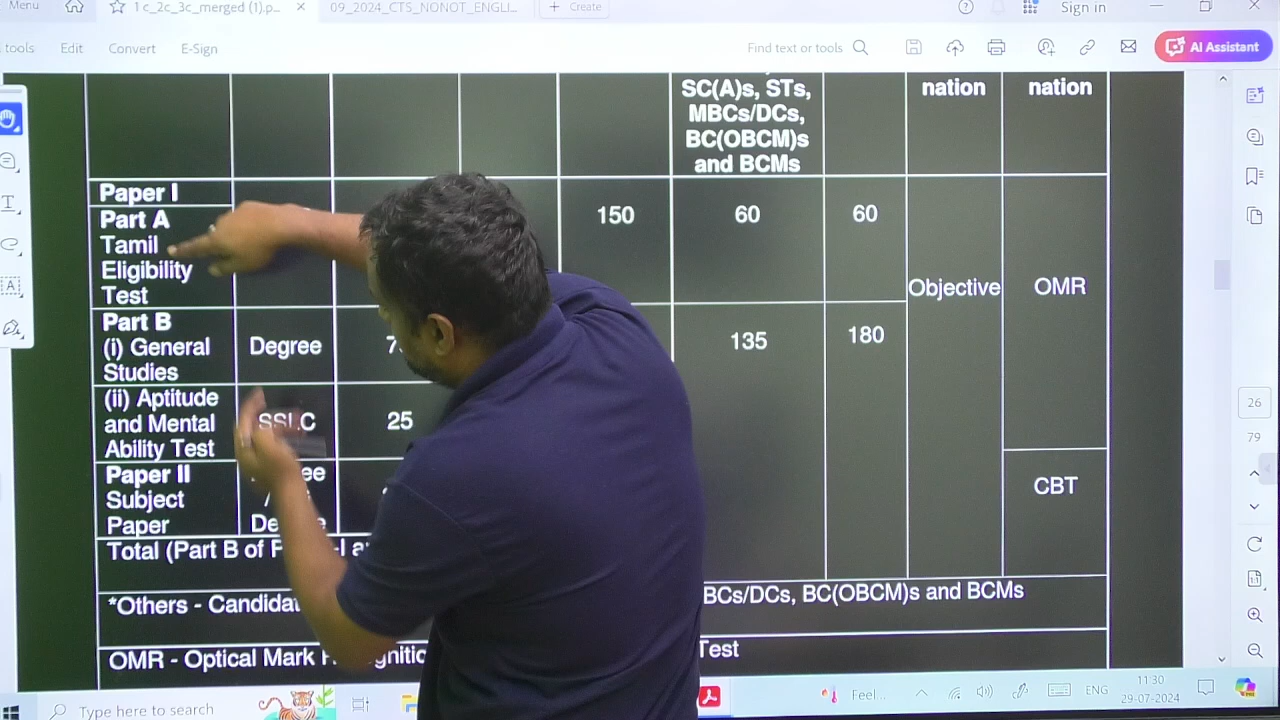 Menu
1 c_2c_3c_merged (1).p...
09_2024_CTS_NONOT_ENGLI...
+ Create
Sign in
tools
Edit
Convert
E-Sign
Find text or tools
AI Assistant
SC(A)s, STs,
MBCs/DCs,
BC(OBCM)s
and BCMs
nation
nation
Paper I
Part A
Tamil
Eligibility
Test
150
60
60
Objective
OMR
Part B
(i) General
Studies
Degree
135
180
(ii) Aptitude
and Mental
Ability Test
SSLC
25
Paper II
Subject
Paper
CBT
Total (Part B of
*Others -
BCs/DCs, BC(OBCM)s and BCMs
OMR - Optical Mark
Test
26
79
Type here to search
Feel...
ENG
11:30
29-07-2024